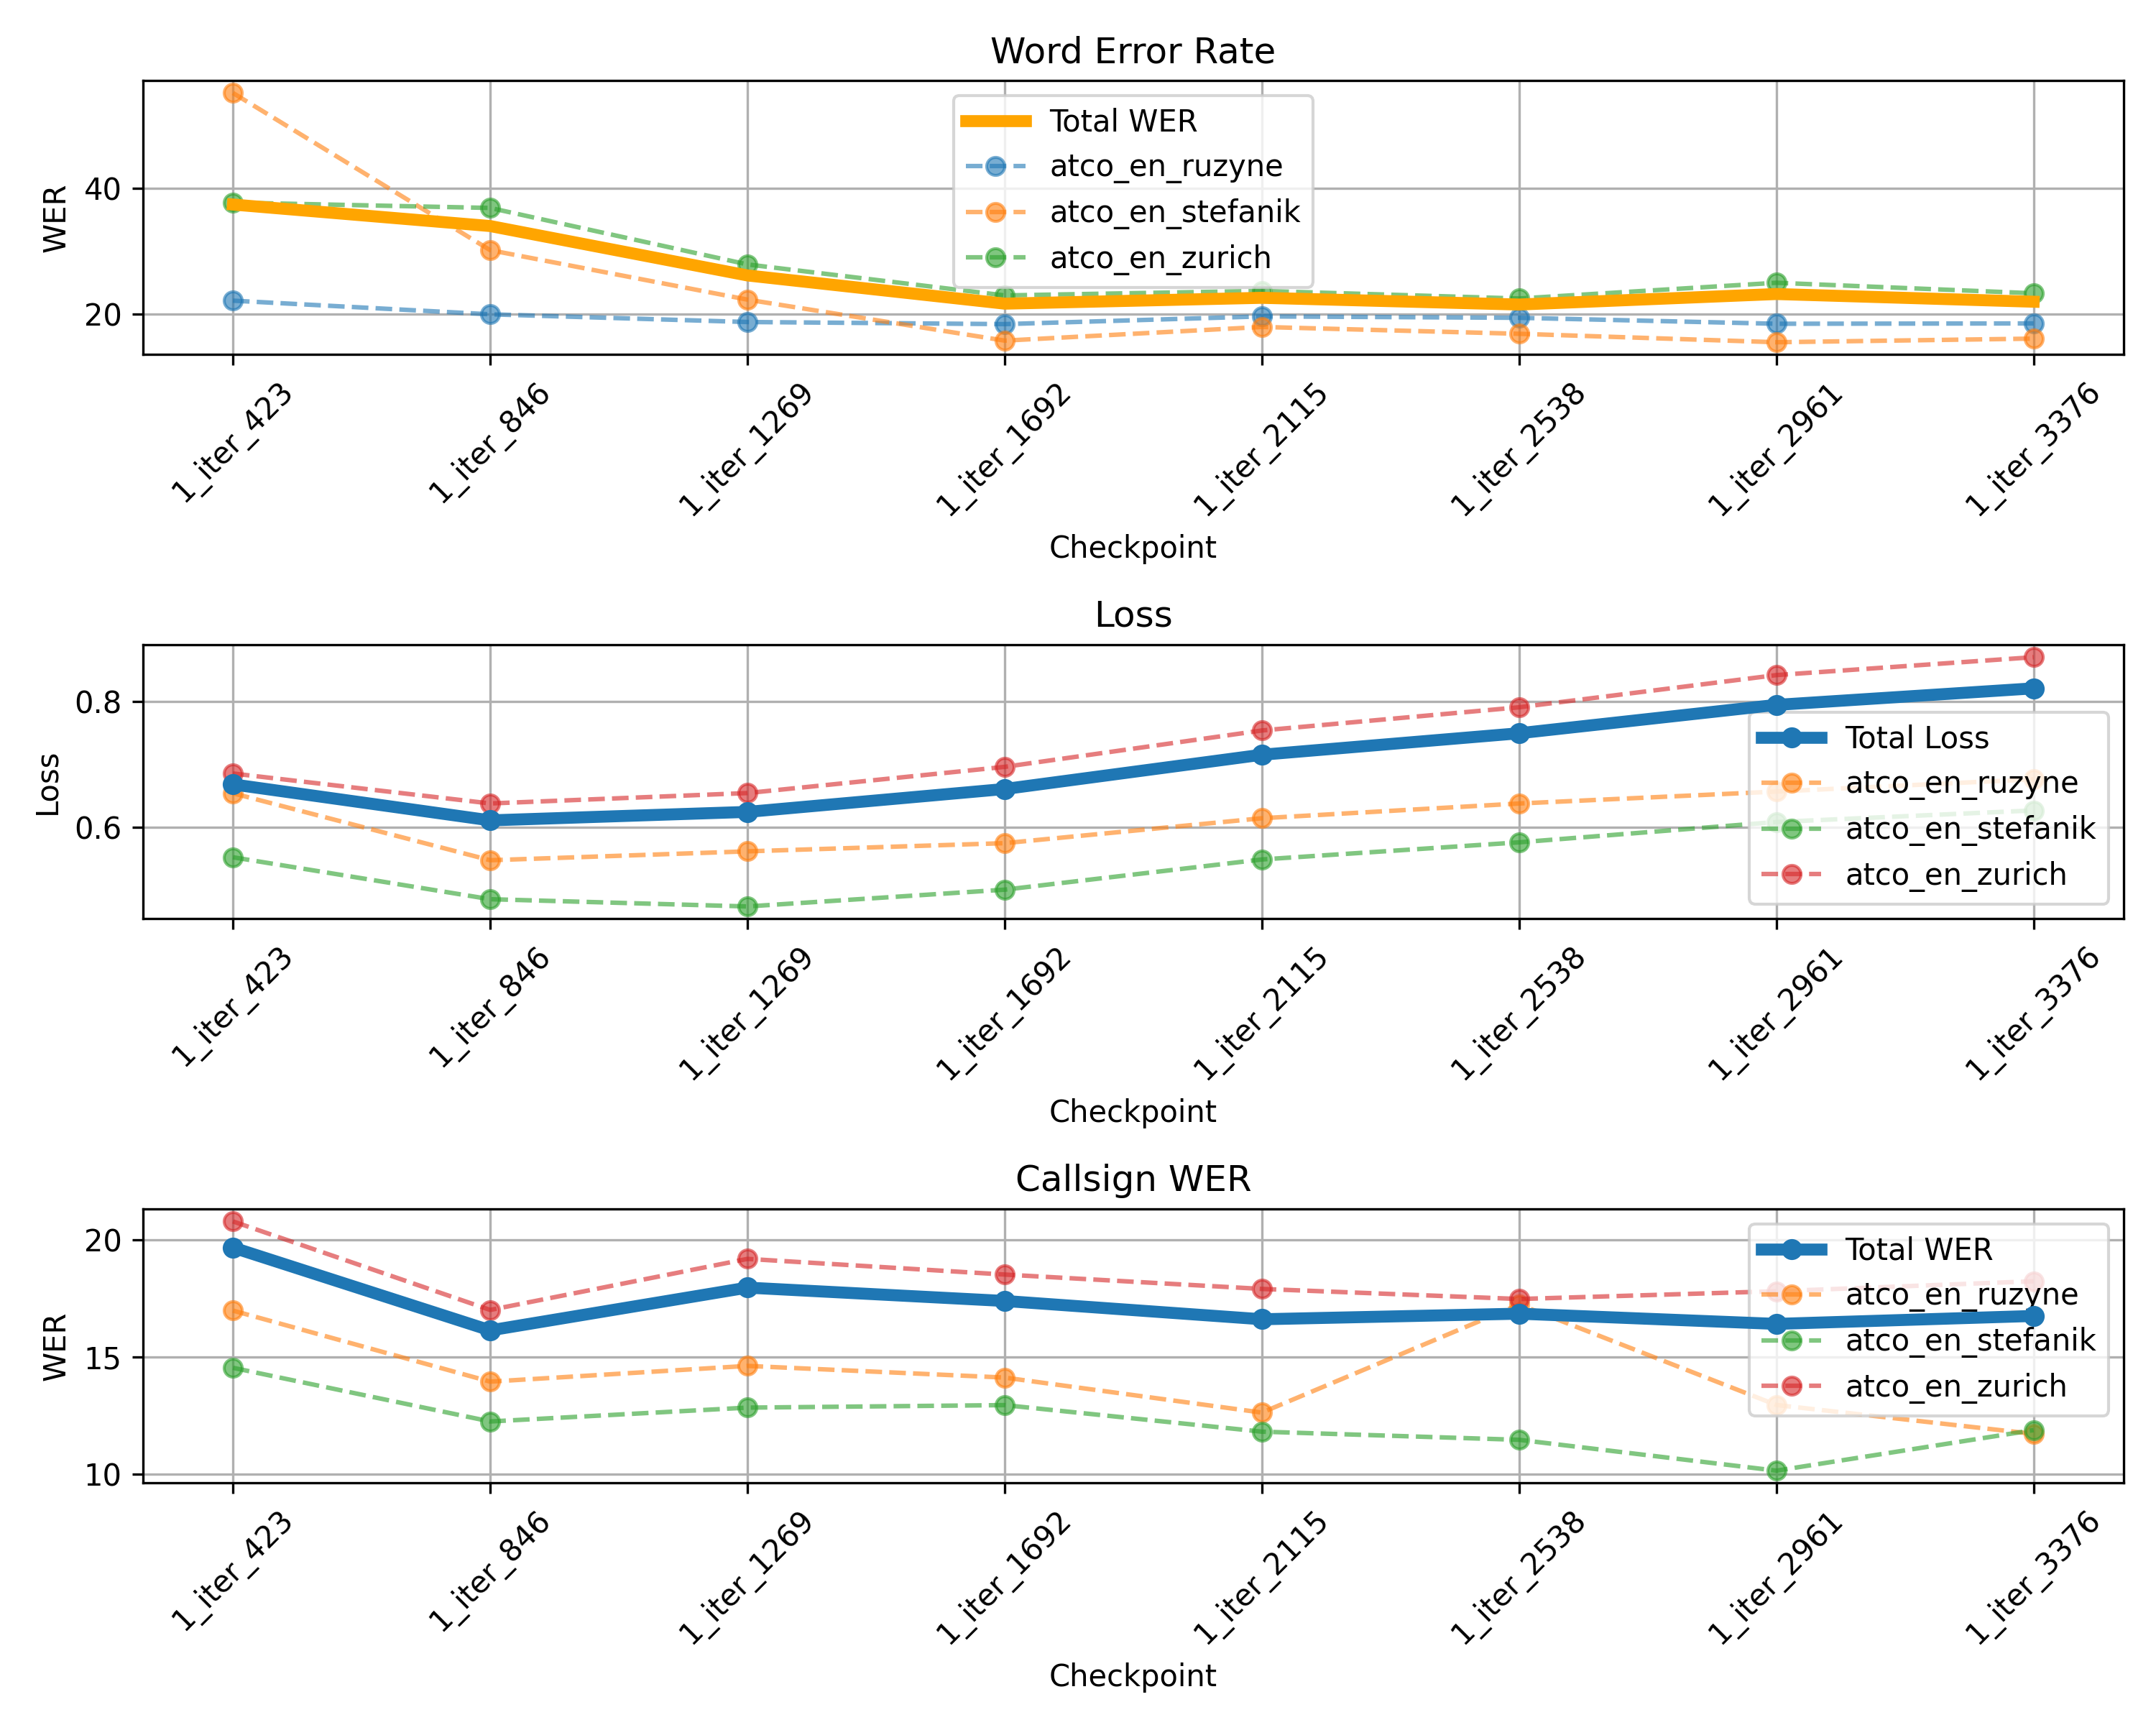 Word Error Rate
WER
40
20
Total WER
atco_en_ruzyne
atco_en_stefanik
atco_en_zurich
1_iter_423
1_iter_846
1_iter_1269
1_iter_1692
1_iter_2115
1_iter_2538
1_iter_2961
1_iter_3376
Checkpoint
Loss
Loss
0.8
0.6
Total Loss
atco_en_ruzyne
atco_en_stefanik
atco_en_zurich
1_iter_423
1_iter_846
1_iter_1269
1_iter_1692
1_iter_2115
1_iter_2538
1_iter_2961
1_iter_3376
Checkpoint
Callsign WER
WER
20
15
10
Total WER
atco_en_ruzyne
atco_en_stefanik
atco_en_zurich
1_iter_423
1_iter_846
1_iter_1269
1_iter_1692
1_iter_2115
1_iter_2538
1_iter_2961
1_iter_3376
Checkpoint